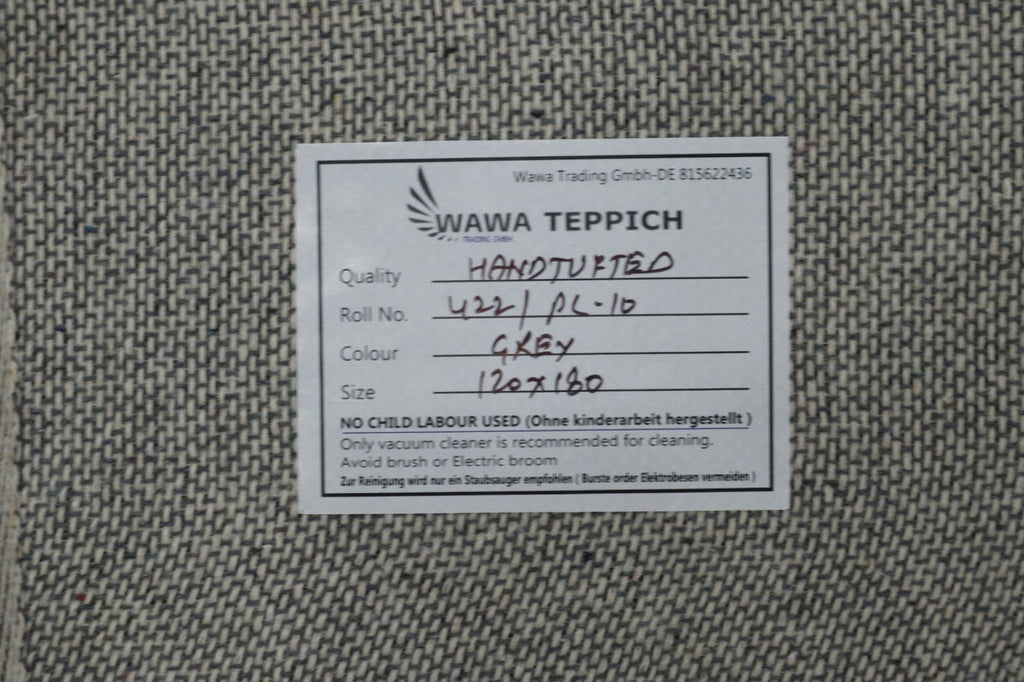 Wawa Trading Gmbh-DE 815622436
WAWA TEPPICH
TRADING GMBH
Quality HANDTUFTED
Roll No. 422/ PL-10
Colour GREY
Size 120x180
NO CHILD LABOUR USED (Ohne kinderarbeit hergestellt )
Only vacuum cleaner is recommended for cleaning.
Avoid brush or Electric broom
Zur Reinigung wird nur ein Staubsauger empfohlen ( Burste order Elektrobesen vermeiden )